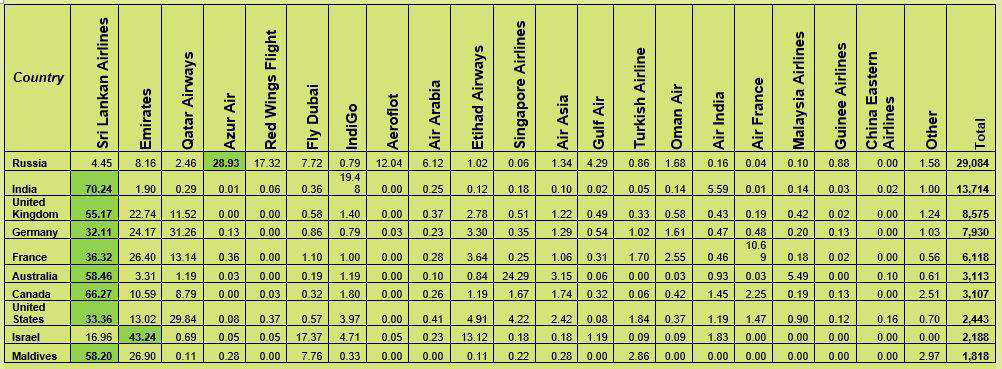 Country Sri Lankan Airlines Emirates Qatar Airways Azur Air Red Wings Flight Fly Dubai IndiGo Aeroflot Air Arabia Etihad Airways Singapore Airlines Air Asia Gulf Air Turkish Airline Oman Air Air India Air France Malaysia Airlines Guinee Airlines China Eastern Airlines Other Total
Russia 4.45 8.16 2.46 28.93 17.32 7.72 0.79 12.04 6.12 1.02 0.06 1.34 4.29 0.86 1.68 0.16 0.04 0.10 0.88 0.00 1.58 29,084
India 70.24 1.90 0.29 0.01 0.06 0.36 19.48 0.00 0.25 0.12 0.18 0.10 0.02 0.05 0.14 5.59 0.01 0.14 0.03 0.02 1.00 13,714
United Kingdom 55.17 22.74 11.52 0.00 0.00 0.58 1.40 0.00 0.37 2.78 0.51 1.22 0.49 0.33 0.58 0.43 0.19 0.42 0.02 0.00 1.24 8,575
Germany 32.11 24.17 31.26 0.13 0.00 0.86 0.79 0.03 0.23 3.30 0.35 1.29 0.54 1.02 1.61 0.47 0.48 0.20 0.13 0.00 1.03 7,930
France 36.32 26.40 13.14 0.36 0.00 1.10 1.00 0.00 0.28 3.64 0.25 1.06 0.31 1.70 2.55 0.46 10.69 0.18 0.02 0.00 0.56 6,118
Australia 58.46 3.31 1.19 0.03 0.00 0.19 1.19 0.00 0.10 0.84 24.29 3.15 0.06 0.00 0.03 0.93 0.03 5.49 0.00 0.10 0.61 3,113
Canada 66.27 10.59 8.79 0.00 0.03 0.32 1.80 0.00 0.26 1.19 1.67 1.74 0.32 0.06 0.42 1.45 2.25 0.19 0.13 0.00 2.51 3,107
United States 33.36 13.02 29.84 0.08 0.37 0.57 3.97 0.00 0.41 4.91 4.22 2.42 0.08 1.84 0.37 1.19 1.47 0.90 0.12 0.16 0.70 2,443
Israel 16.96 43.24 0.69 0.05 0.05 17.37 4.71 0.05 0.23 13.12 0.18 0.18 1.19 0.09 0.09 1.83 0.00 0.00 0.00 0.00 0.00 2,188
Maldives 58.20 26.90 0.11 0.28 0.00 7.76 0.33 0.00 0.00 0.11 0.22 0.28 0.00 2.86 0.00 0.00 0.00 0.00 0.00 0.00 2.97 1,818